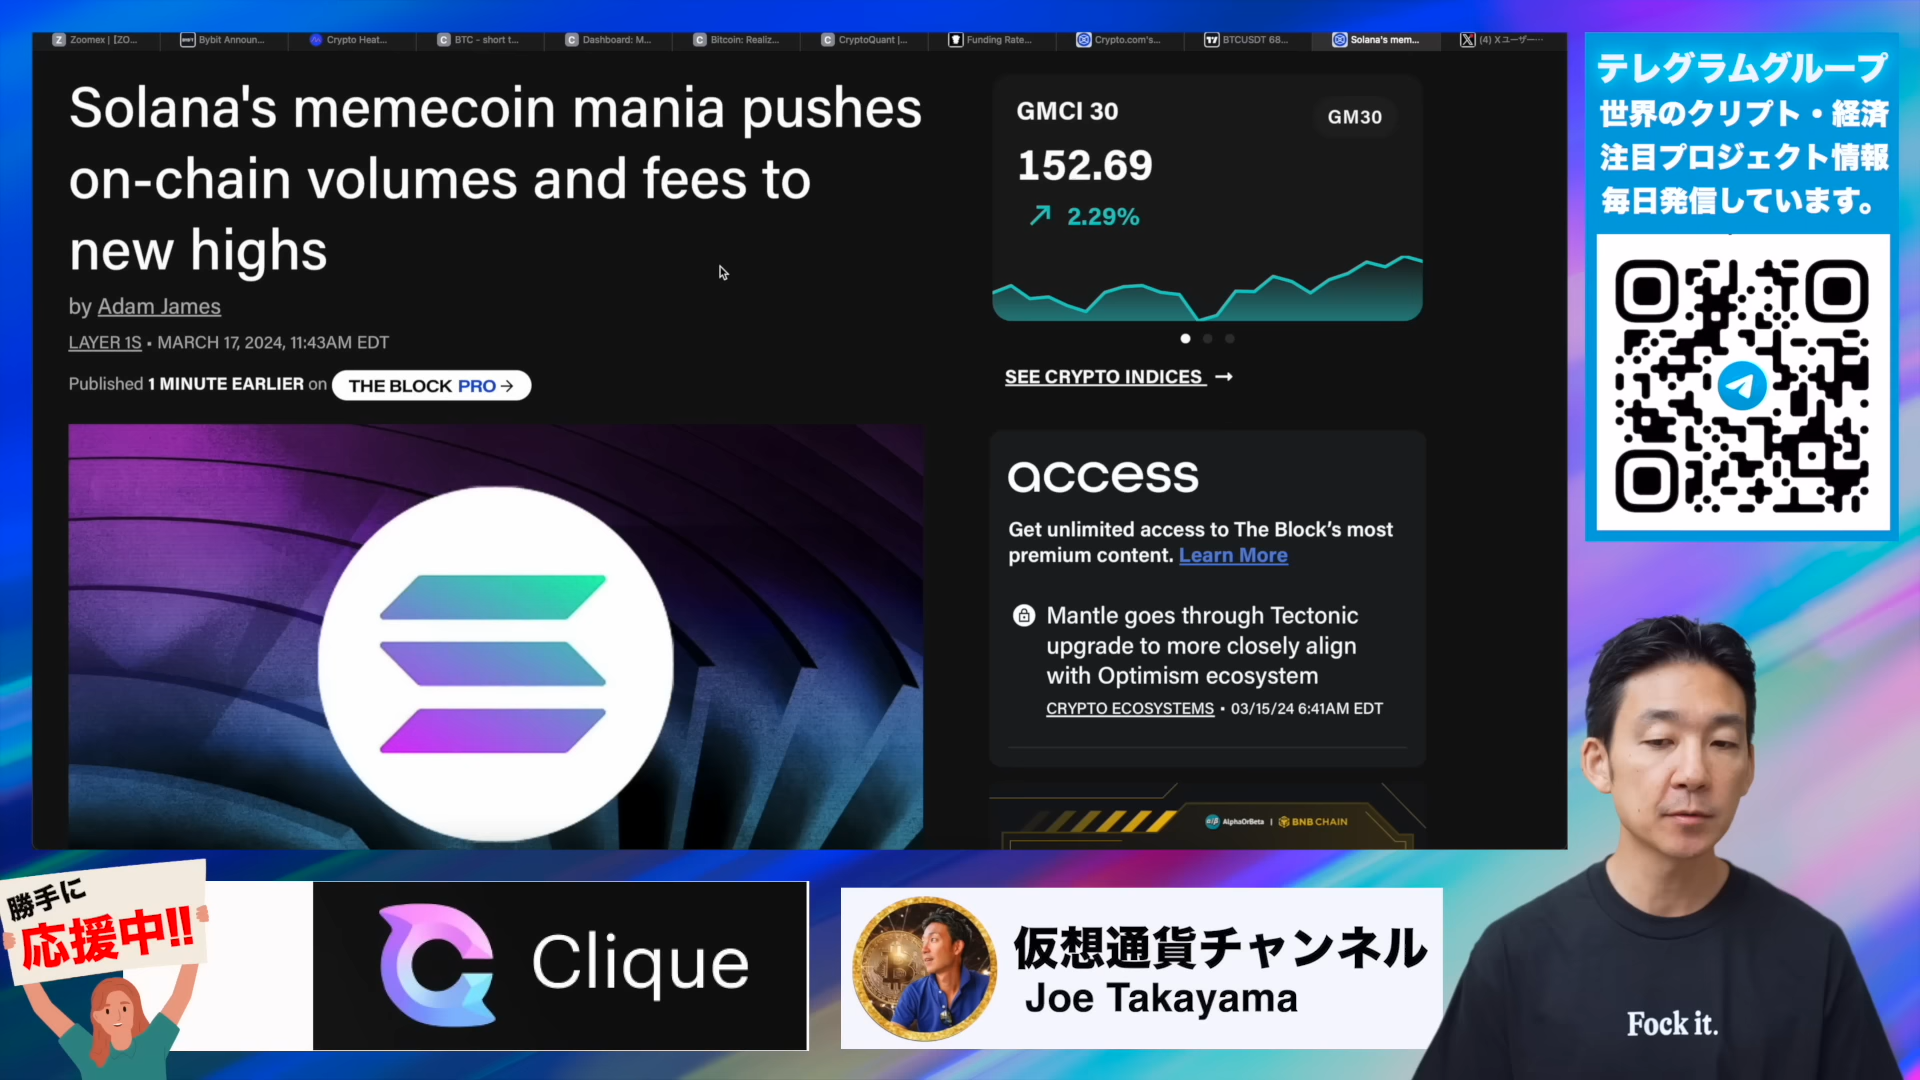 Zoomex | [ZO...
Bybit Announ...
Crypto Heat...
BTC - short t...
Dashboard: M...
Bitcoin: Realiz...
CryptoQuant |...
Funding Rate...
Crypto.com's...
BTCUSDT 68...
Solana's mem...
(4) Xユーザー...
Solana's memecoin mania pushes
on-chain volumes and fees to
new highs
by Adam James
LAYER 1S • MARCH 17, 2024, 11:43AM EDT
Published 1 MINUTE EARLIER on THE BLOCK PRO →
GMCI 30
GM30
152.69
2.29%
SEE CRYPTO INDICES →
access
Get unlimited access to The Block’s most
premium content. Learn More
Mantle goes through Tectonic
upgrade to more closely align
with Optimism ecosystem
CRYPTO ECOSYSTEMS • 03/15/24 6:41AM EDT
AlphaOrBeta | BNB CHAIN
テレグラムグループ
世界のクリプト・経済
注目プロジェクト情報
毎日発信しています。
勝手に
応援中!!
Clique
仮想通貨チャンネル
Joe Takayama
Fock it.